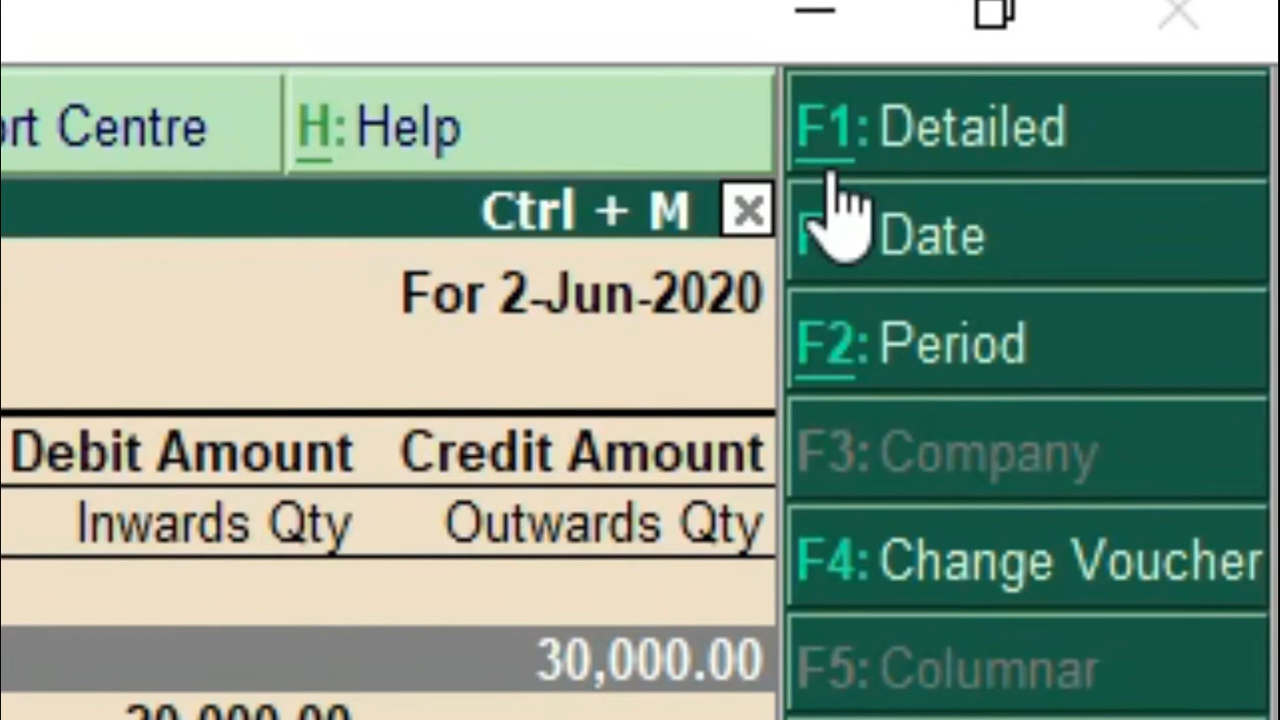 ort Centre
H: Help
Ctrl + M
For 2-Jun-2020
Debit Amount Credit Amount
Inwards Qty Outwards Qty
30,000.00
F1: Detailed
Date
F2: Period
F3: Company
F4: Change Voucher
F5: Columnar